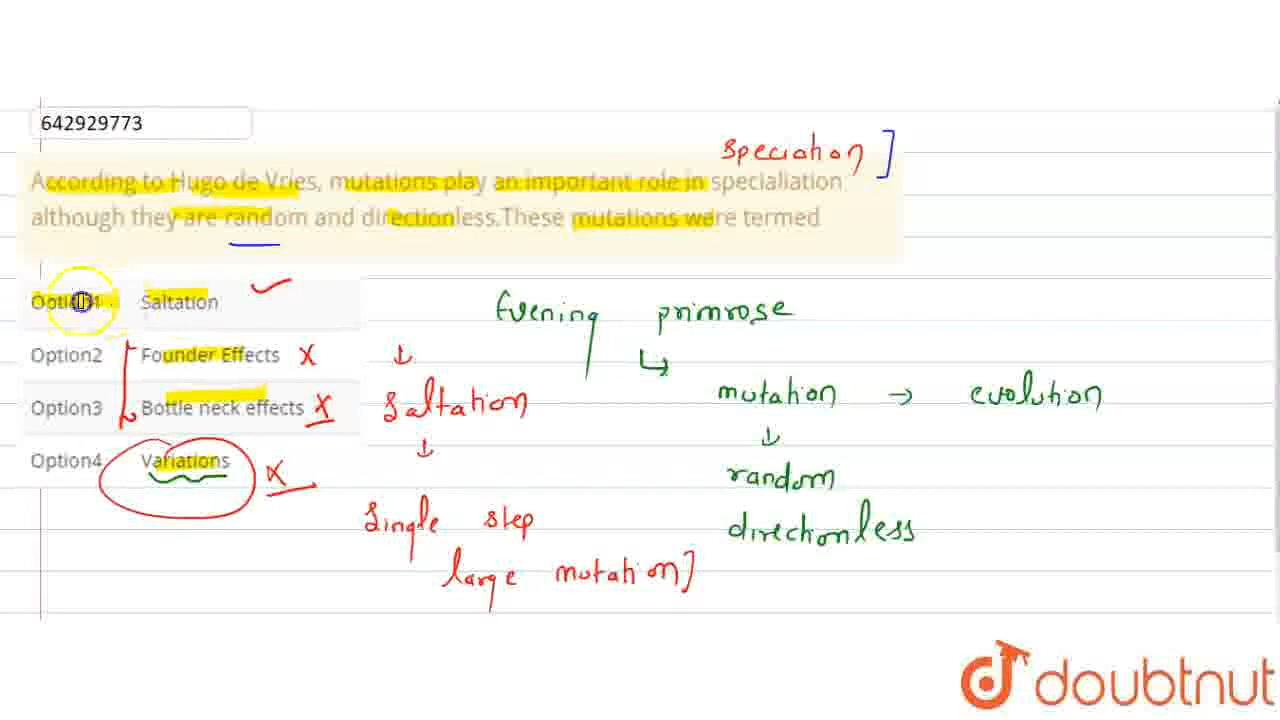 642929773
speciation ]
According to Hugo de Vries, mutations play an important role in specialiation
although they are random and directionless.These mutations were termed
Option1 Saltation
Evening primrose
Option2 Founder Effects x
mutation → evolution
Option3 Bottle neck effects x
Saltation
Option4 Variations x
random
Single step
directionless
large mutation]
doubtnut